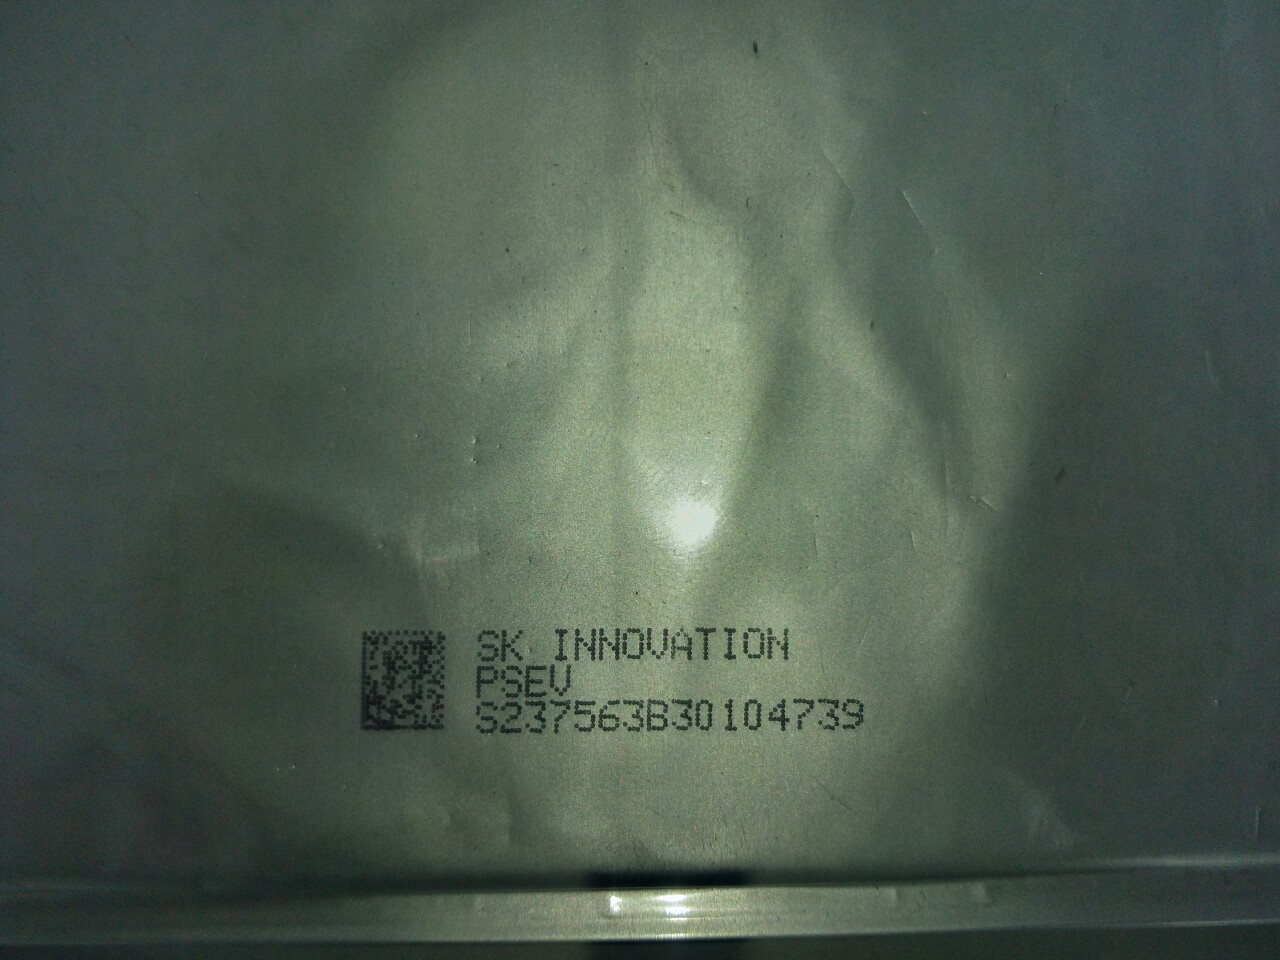 SK INNOVATION
PSEV
S237563B30104739